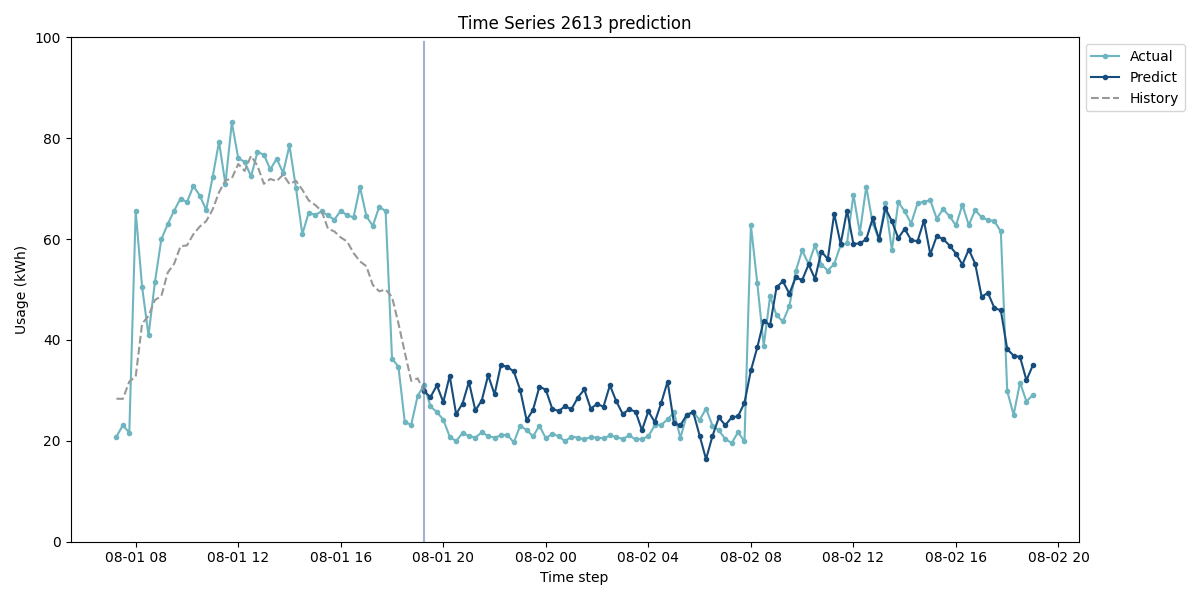 Time Series 2613 prediction
100
80
60
40
20
0
Usage (kWh)
08-01 08
08-01 12
08-01 16
08-01 20
08-02 00
08-02 04
08-02 08
08-02 12
08-02 16
08-02 20
Time step
Actual
Predict
History